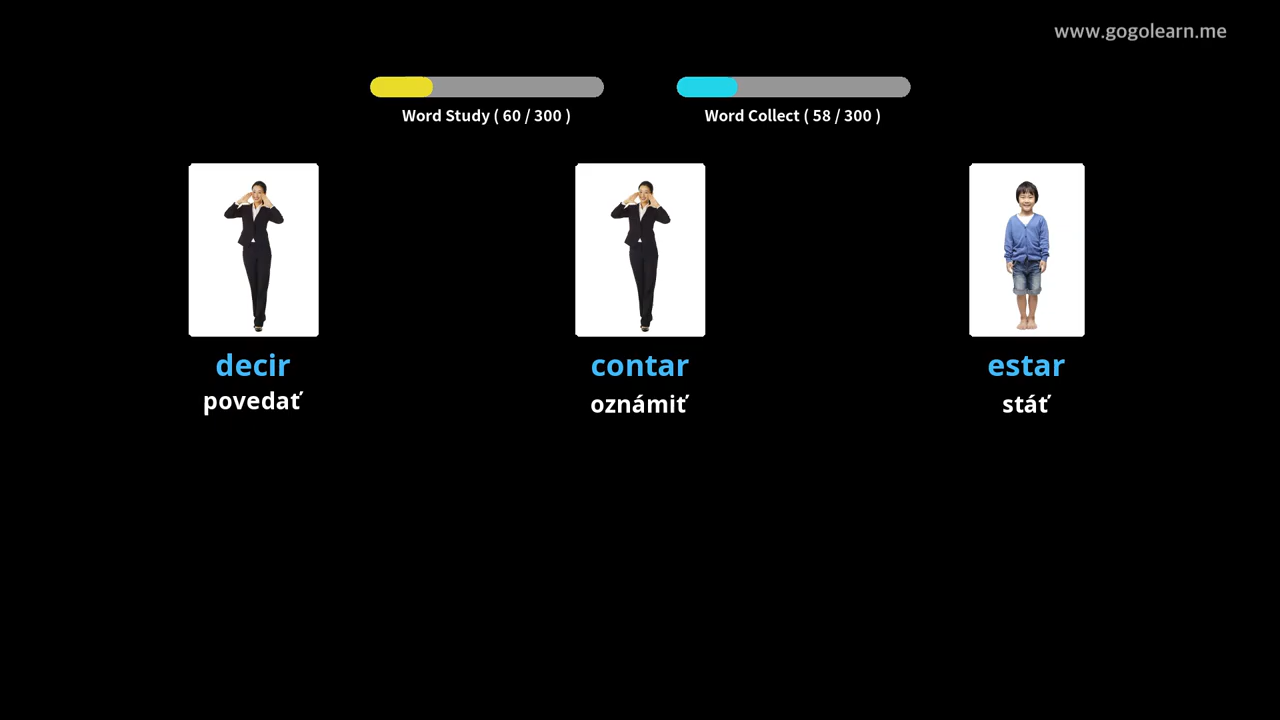 www.gogolearn.me
Word Study ( 60 / 300 )
Word Collect ( 58 / 300 )
decir
contar
estar
povedať
oznámiť
stáť